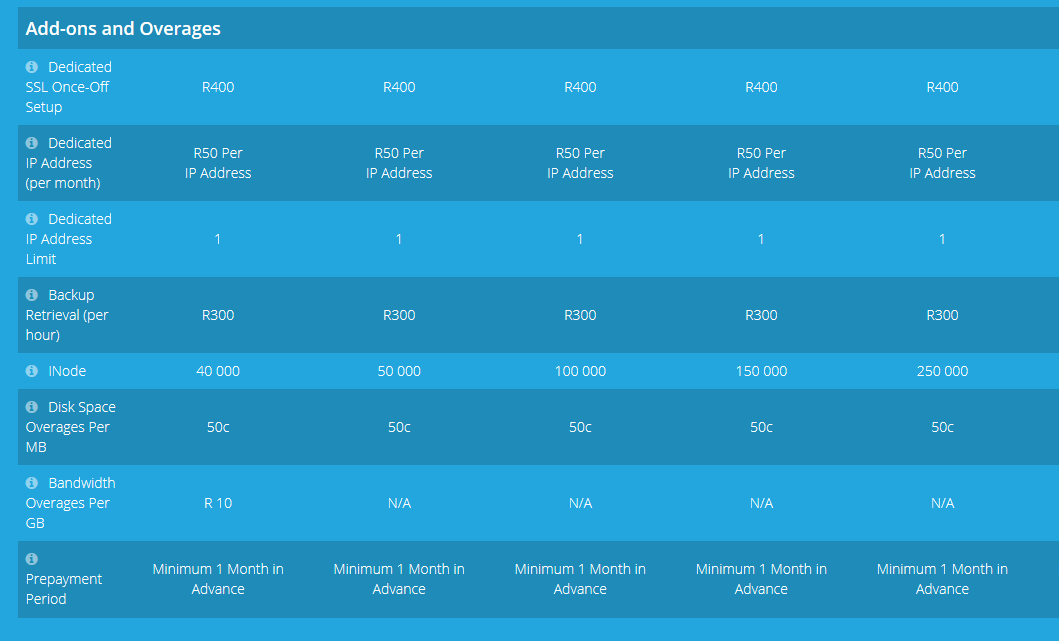 Add-ons and Overages
Dedicated
SSL Once-Off
Setup
R400 R400 R400 R400 R400
Dedicated
IP Address
(per month)
R50 Per
IP Address
R50 Per
IP Address
R50 Per
IP Address
R50 Per
IP Address
R50 Per
IP Address
Dedicated
IP Address
Limit
1 1 1 1 1
Backup
Retrieval (per
hour)
R300 R300 R300 R300 R300
INode 40 000 50 000 100 000 150 000 250 000
Disk Space
Overages Per
MB
50c 50c 50c 50c 50c
Bandwidth
Overages Per
GB
R 10 N/A N/A N/A N/A
Prepayment
Period
Minimum 1 Month in
Advance
Minimum 1 Month in
Advance
Minimum 1 Month in
Advance
Minimum 1 Month in
Advance
Minimum 1 Month in
Advance